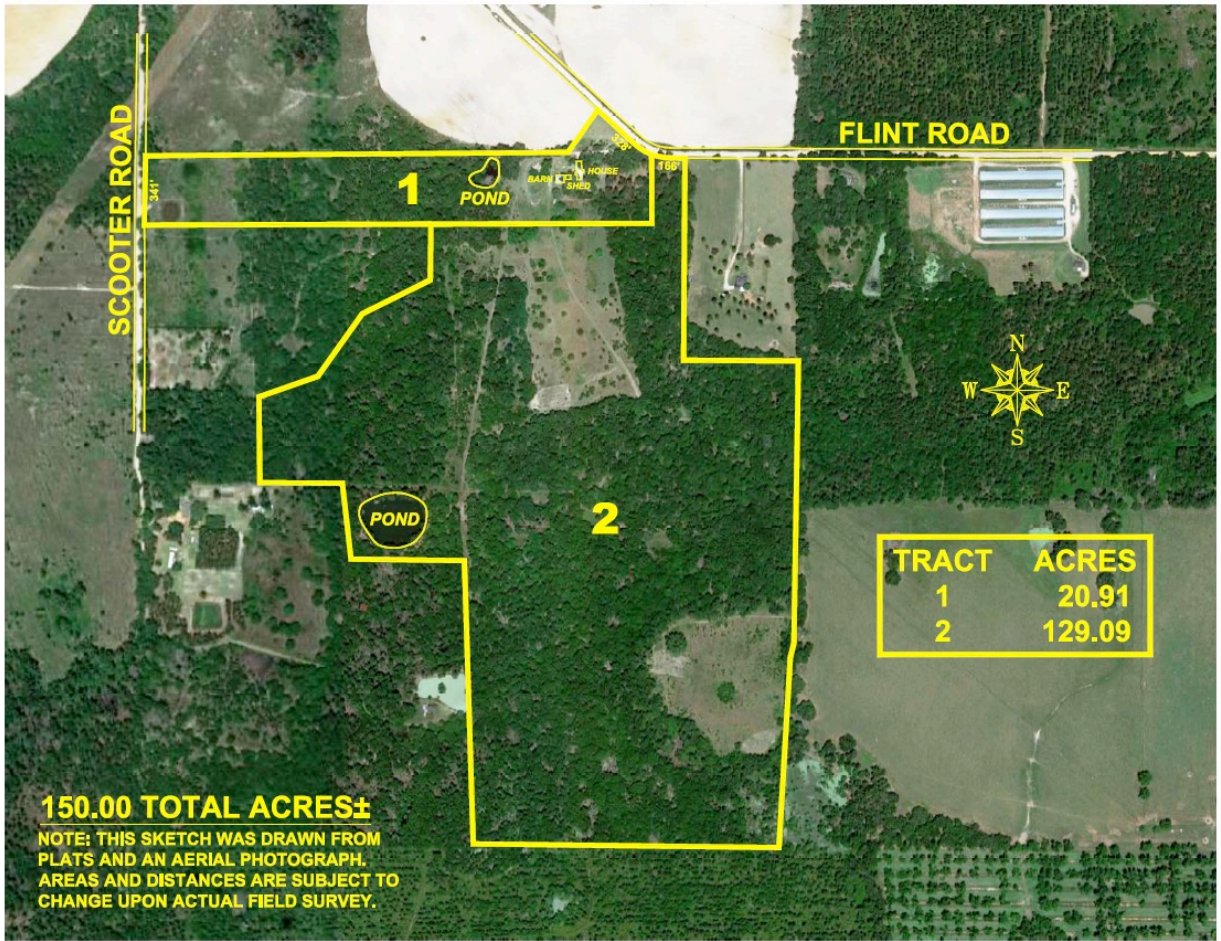 FLINT ROAD
SCOOTER ROAD
328'
166'
341'
1
POND
BARN
SHED
HOUSE
N
W E
S
POND
2
TRACT ACRES
1 20.91
2 129.09
150.00 TOTAL ACRES±
NOTE: THIS SKETCH WAS DRAWN FROM
PLATS AND AN AERIAL PHOTOGRAPH.
AREAS AND DISTANCES ARE SUBJECT TO
CHANGE UPON ACTUAL FIELD SURVEY.